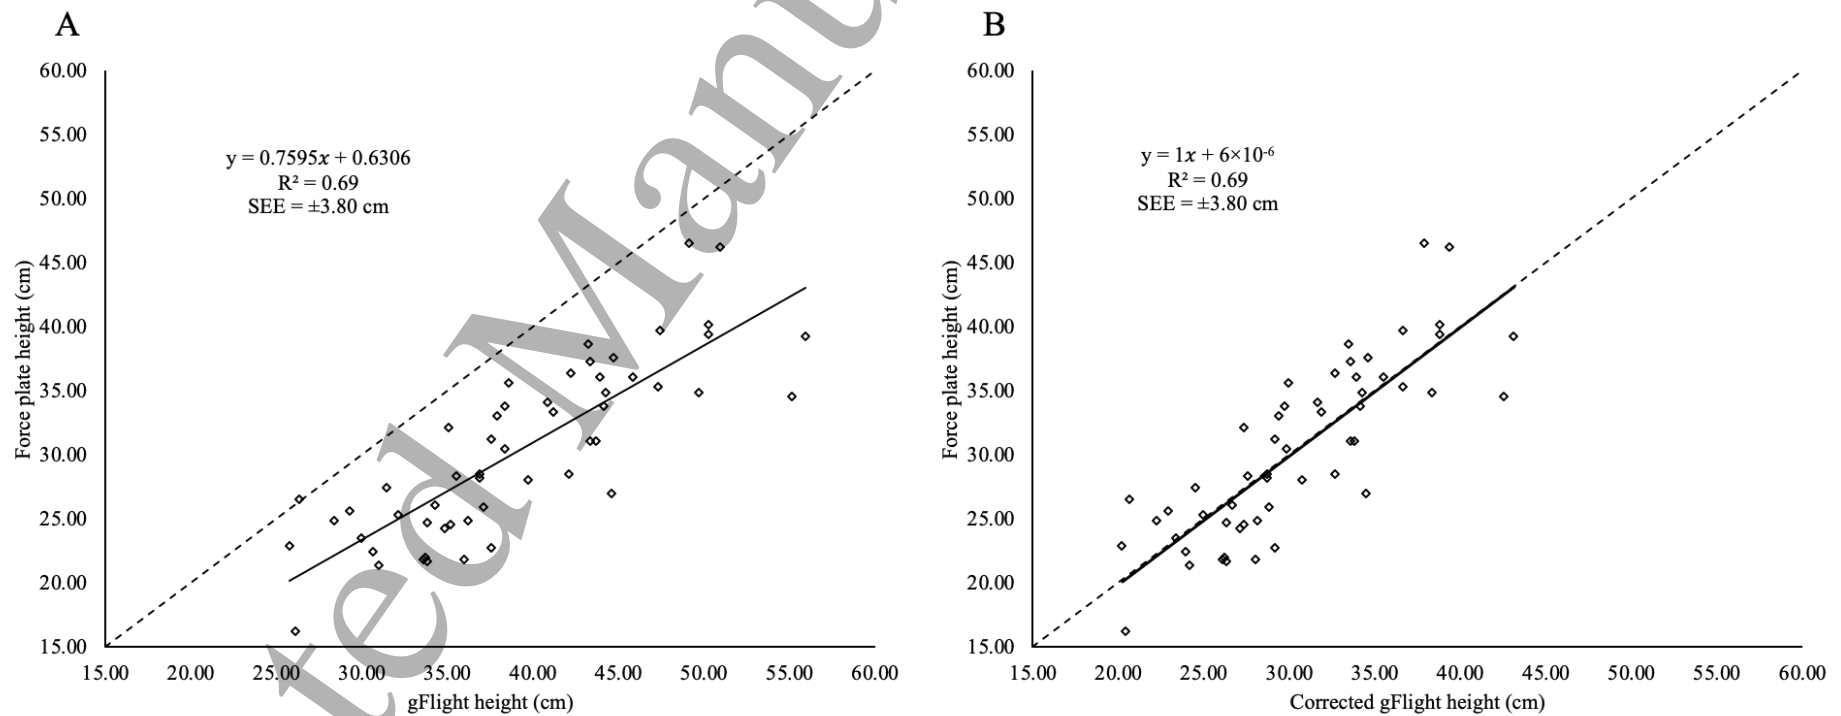 A
60.00
55.00
50.00
45.00
40.00
35.00
30.00
25.00
20.00
15.00
Force plate height (cm)
y = 0.7595x + 0.6306
R² = 0.69
SEE = ±3.80 cm
15.00 20.00 25.00 30.00 35.00 40.00 45.00 50.00 55.00 60.00
gFlight height (cm)
ted Manu
B
60.00
55.00
50.00
45.00
40.00
35.00
30.00
25.00
20.00
15.00
Force plate height (cm)
y = 1x + 6×10⁻⁶
R² = 0.69
SEE = ±3.80 cm
15.00 20.00 25.00 30.00 35.00 40.00 45.00 50.00 55.00 60.00
Corrected gFlight height (cm)